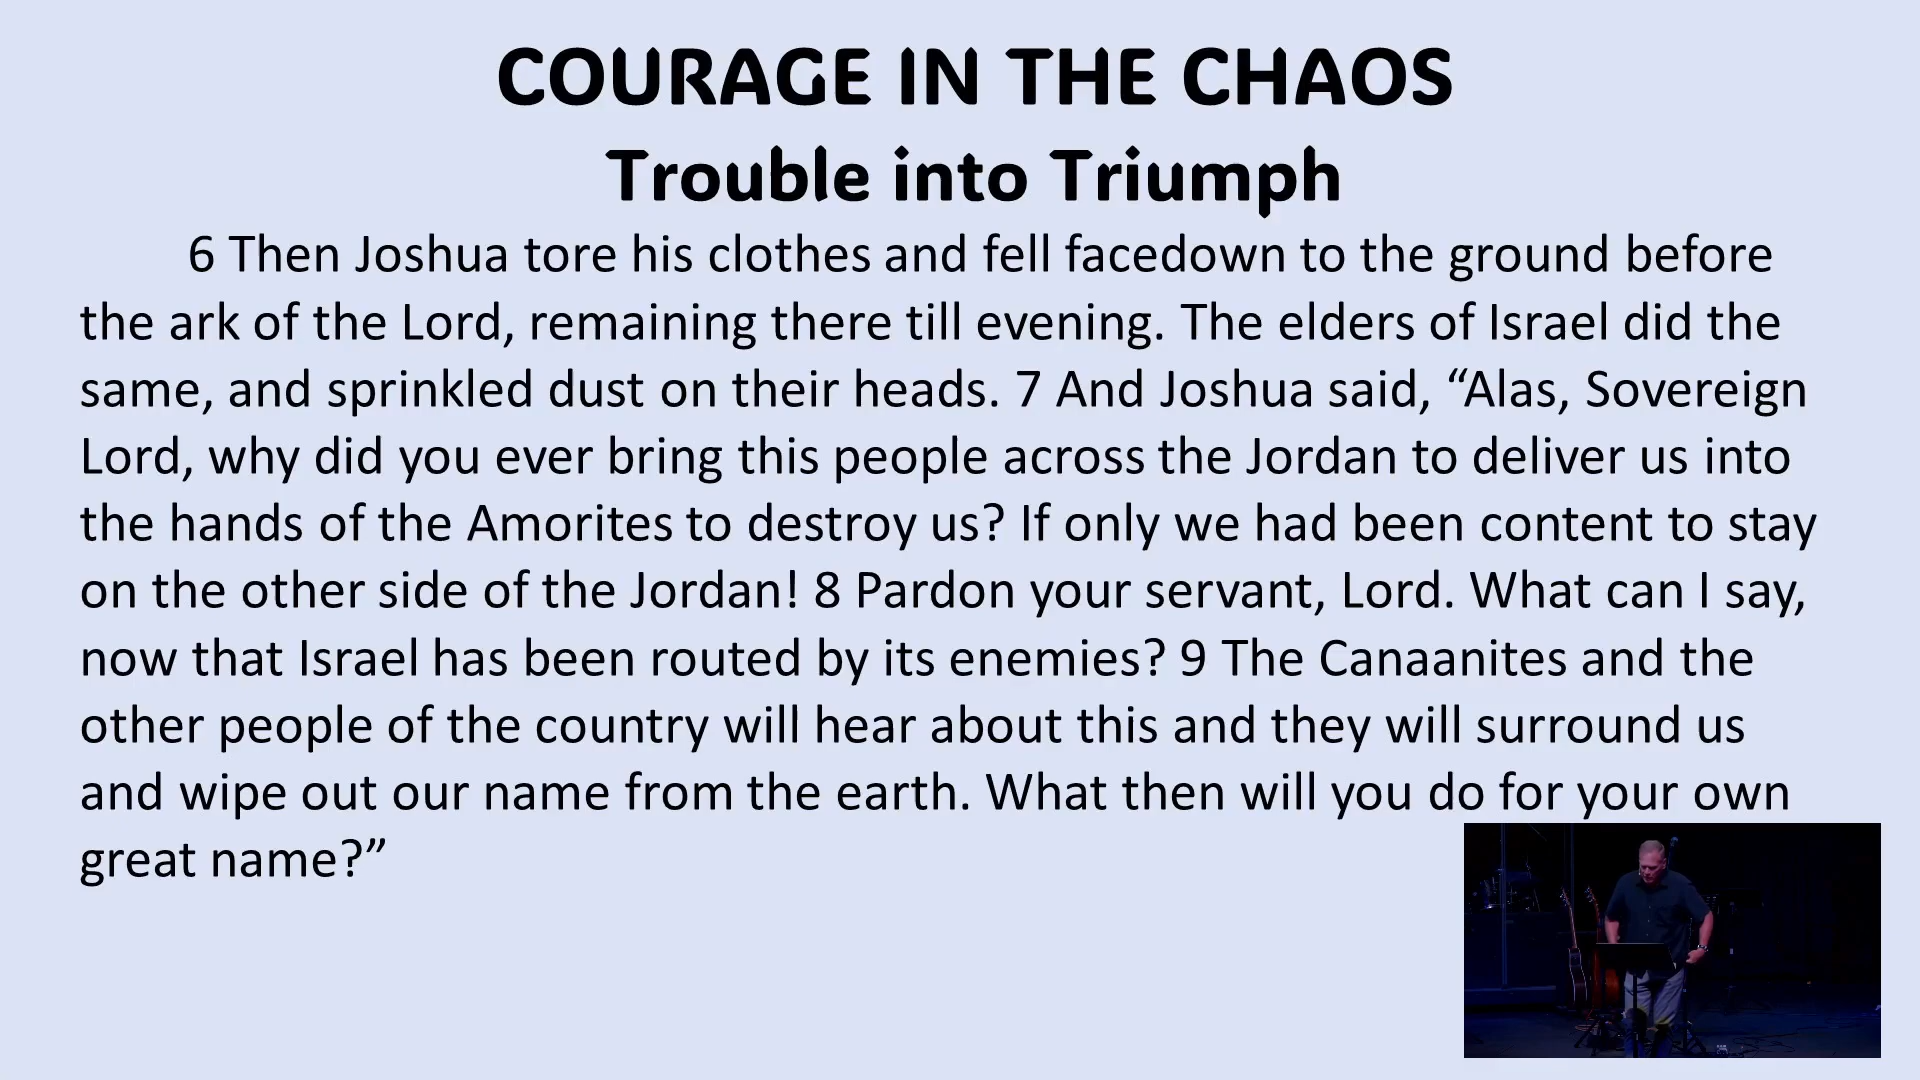 COURAGE IN THE CHAOS
Trouble into Triumph
6 Then Joshua tore his clothes and fell facedown to the ground before
the ark of the Lord, remaining there till evening. The elders of Israel did the
same, and sprinkled dust on their heads. 7 And Joshua said, “Alas, Sovereign
Lord, why did you ever bring this people across the Jordan to deliver us into
the hands of the Amorites to destroy us? If only we had been content to stay
on the other side of the Jordan! 8 Pardon your servant, Lord. What can I say,
now that Israel has been routed by its enemies? 9 The Canaanites and the
other people of the country will hear about this and they will surround us
and wipe out our name from the earth. What then will you do for your own
great name?”